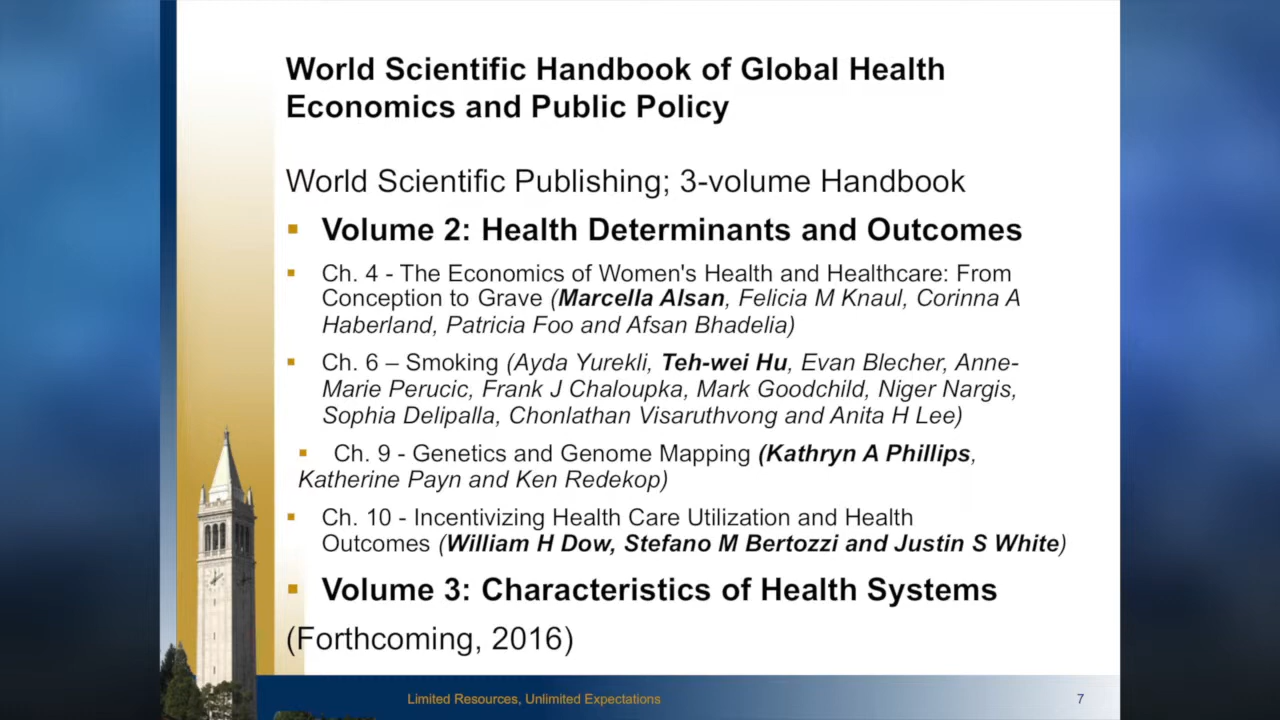 World Scientific Handbook of Global Health
Economics and Public Policy
World Scientific Publishing; 3-volume Handbook
▪ Volume 2: Health Determinants and Outcomes
▪ Ch. 4 - The Economics of Women's Health and Healthcare: From
Conception to Grave (Marcella Alsan, Felicia M Knaul, Corinna A
Haberland, Patricia Foo and Afsan Bhadelia)
▪ Ch. 6 – Smoking (Ayda Yurekli, Teh-wei Hu, Evan Blecher, Anne-
Marie Perucic, Frank J Chaloupka, Mark Goodchild, Niger Nargis,
Sophia Delipalla, Chonlathan Visaruthvong and Anita H Lee)
▪ Ch. 9 - Genetics and Genome Mapping (Kathryn A Phillips,
Katherine Payn and Ken Redekop)
▪ Ch. 10 - Incentivizing Health Care Utilization and Health
Outcomes (William H Dow, Stefano M Bertozzi and Justin S White)
▪ Volume 3: Characteristics of Health Systems
(Forthcoming, 2016)
Limited Resources, Unlimited Expectations
7